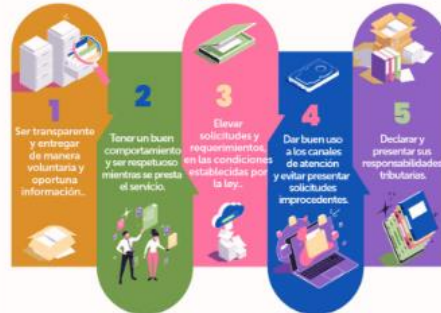 1
Ser transparente
y entregar
de manera
voluntaria y
oportuna
información..
2
Tener un buen
comportamiento
y ser respetuoso
mientras se presta
el servicio.
3
Elevar
solicitudes y
requerimientos,
en las condiciones
establecidas por
la ley..
4
Dar buen uso
a los canales
de atención
y evitar presentar
solicitudes
improcedentes.
5
Declarar y
presentar sus
responsabilidades
tributarias.